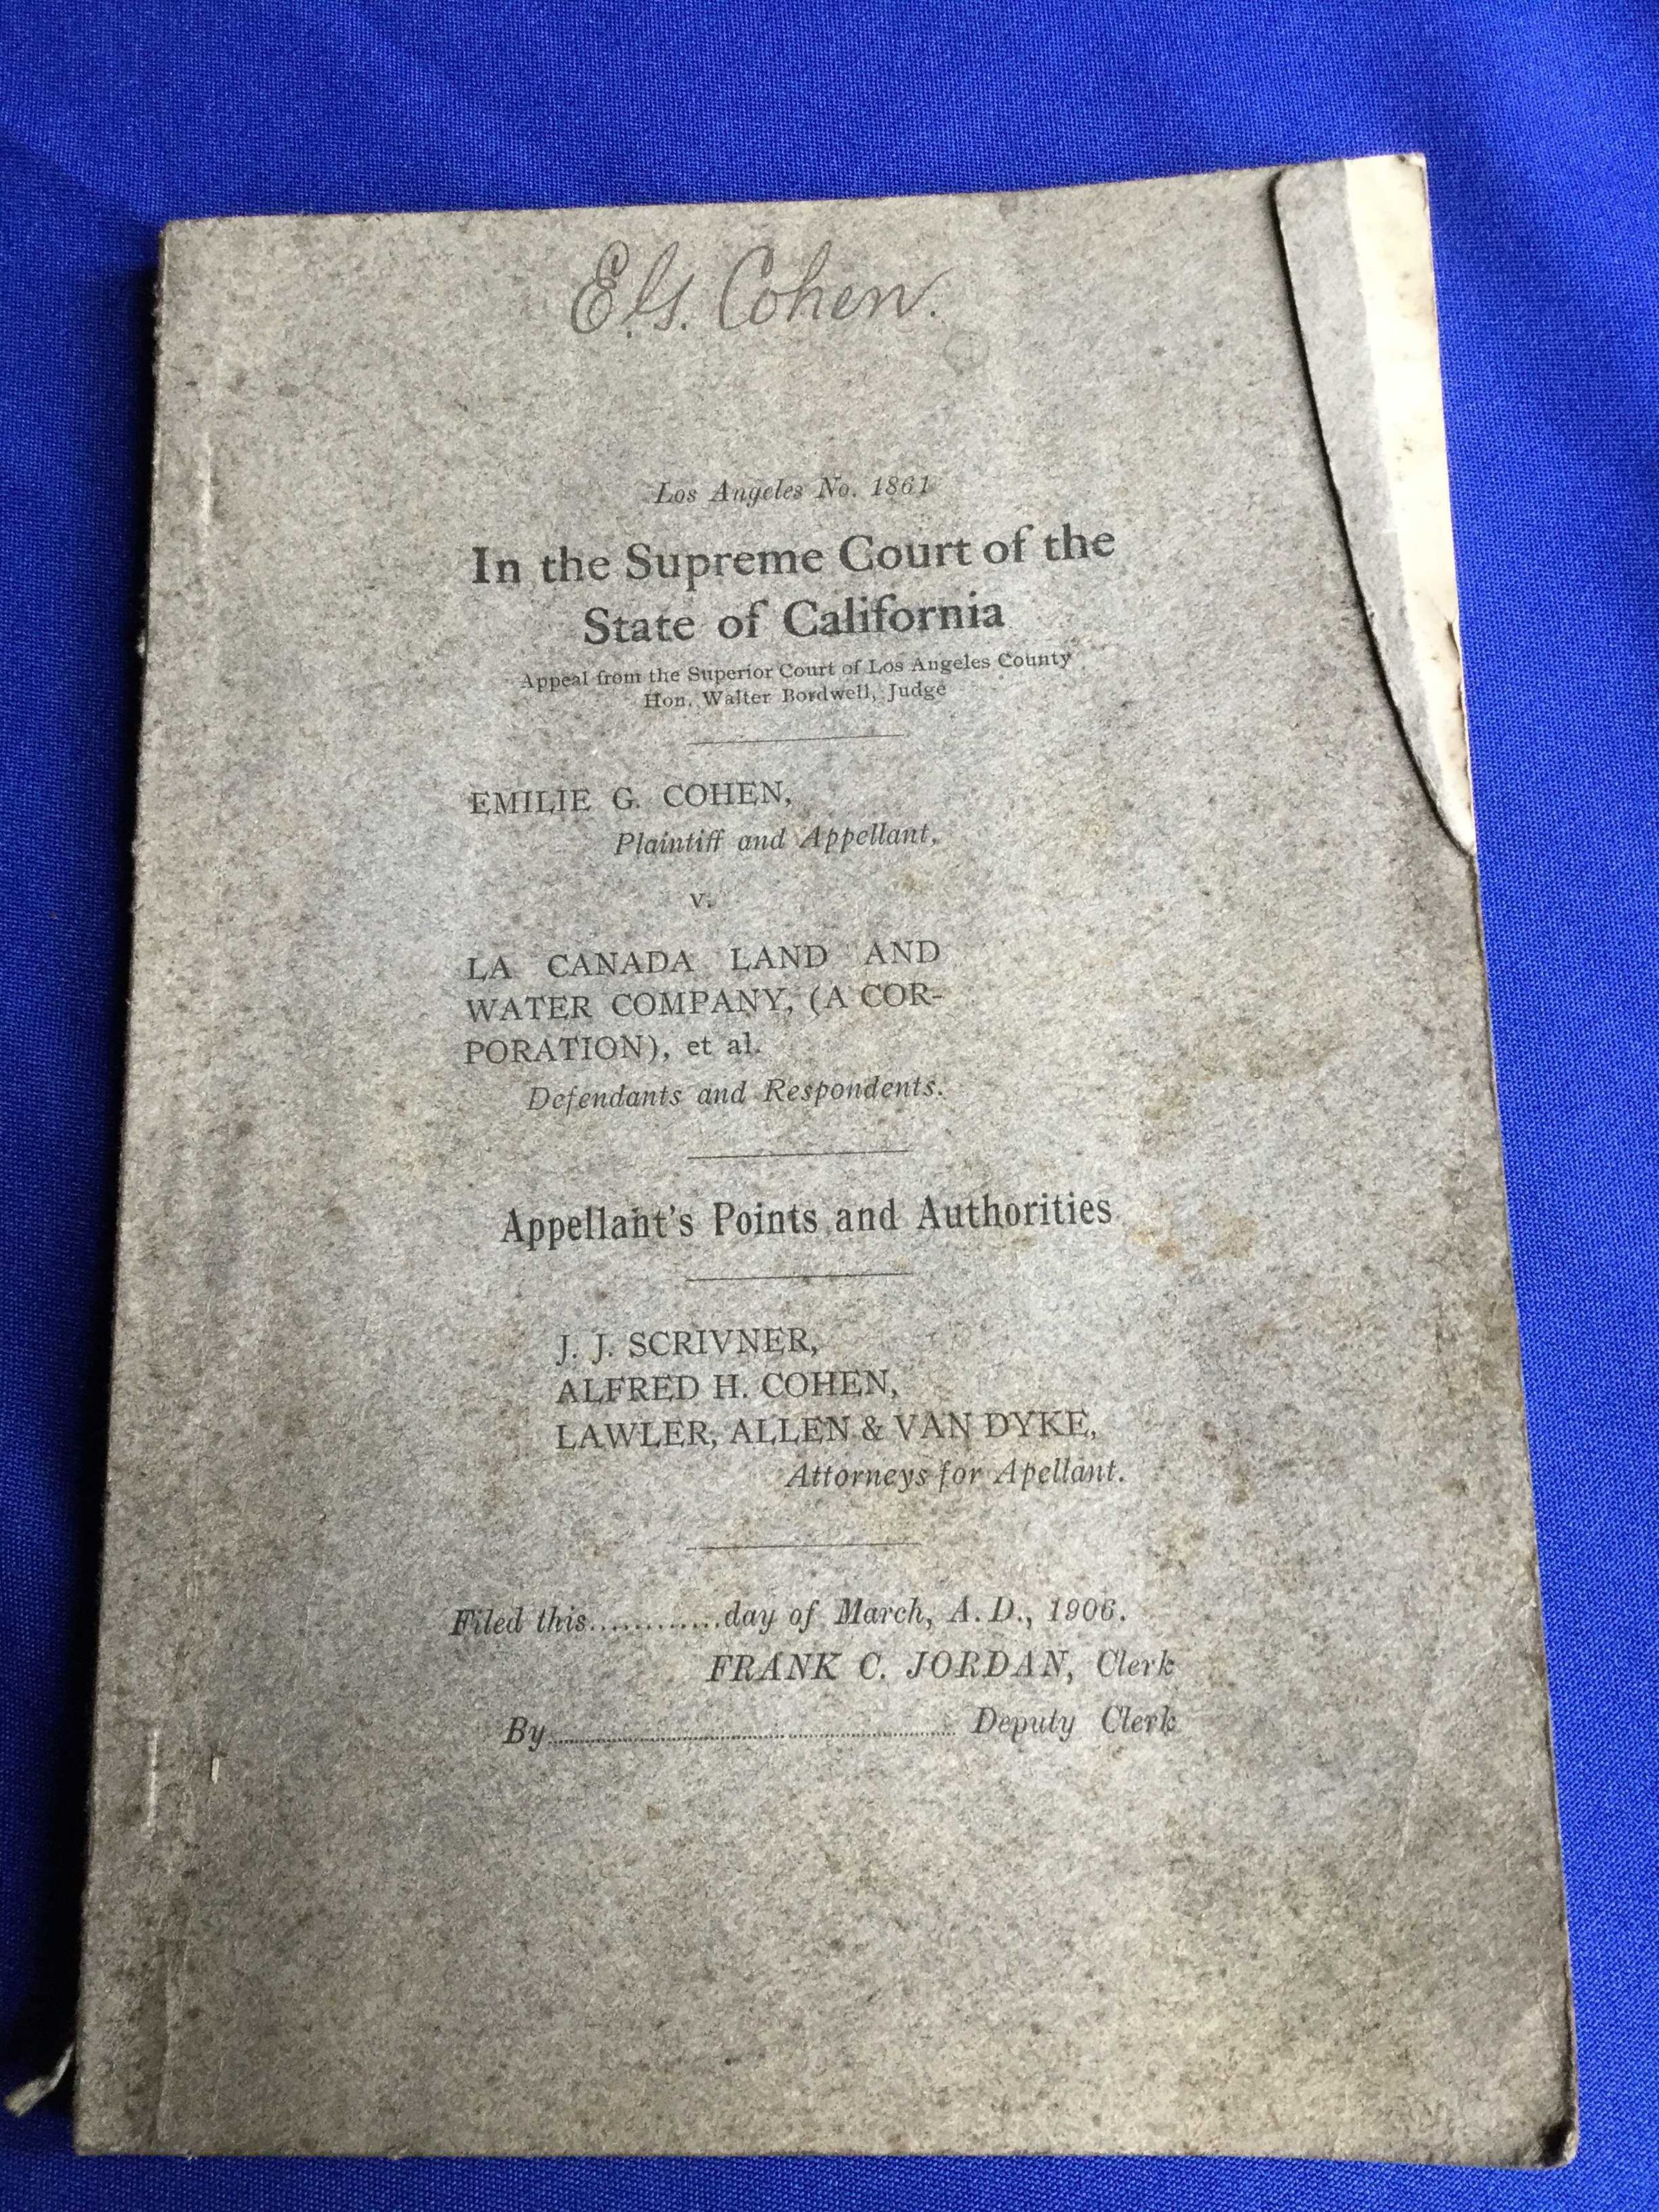 E.G. Cohen.
Los Angeles No. 1861
In the Supreme Court of the
State of California
Appeal from the Superior Court of Los Angeles County
Hon. Walter Bordwell, Judge
EMILIE G. COHEN,
Plaintiff and Appellant,
v.
LA CANADA LAND AND
WATER COMPANY, (A COR-
PORATION), et al.
Defendants and Respondents.
Appellant's Points and Authorities
J. J. SCRIVNER,
ALFRED H. COHEN,
LAWLER, ALLEN & VAN DYKE,
Attorneys for Apellant.
Filed this............day of March, A. D., 1906.
FRANK C. JORDAN, Clerk
By........................................ Deputy Clerk